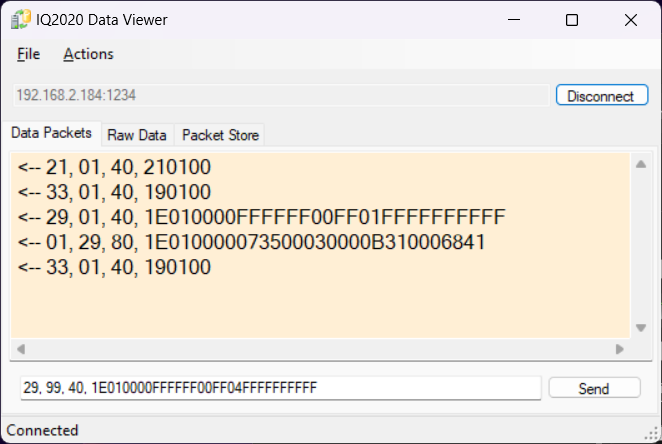 IQ2020 Data Viewer
File Actions
192.168.2.184:1234 Disconnect
Data Packets Raw Data Packet Store
<-- 21, 01, 40, 210100
<-- 33, 01, 40, 190100
<-- 29, 01, 40, 1E010000FFFFFF00FF01FFFFFFFFFF
<-- 01, 29, 80, 1E01000073500030000B310006841
<-- 33, 01, 40, 190100
29, 99, 40, 1E010000FFFFFF00FF04FFFFFFFFFF Send
Connected